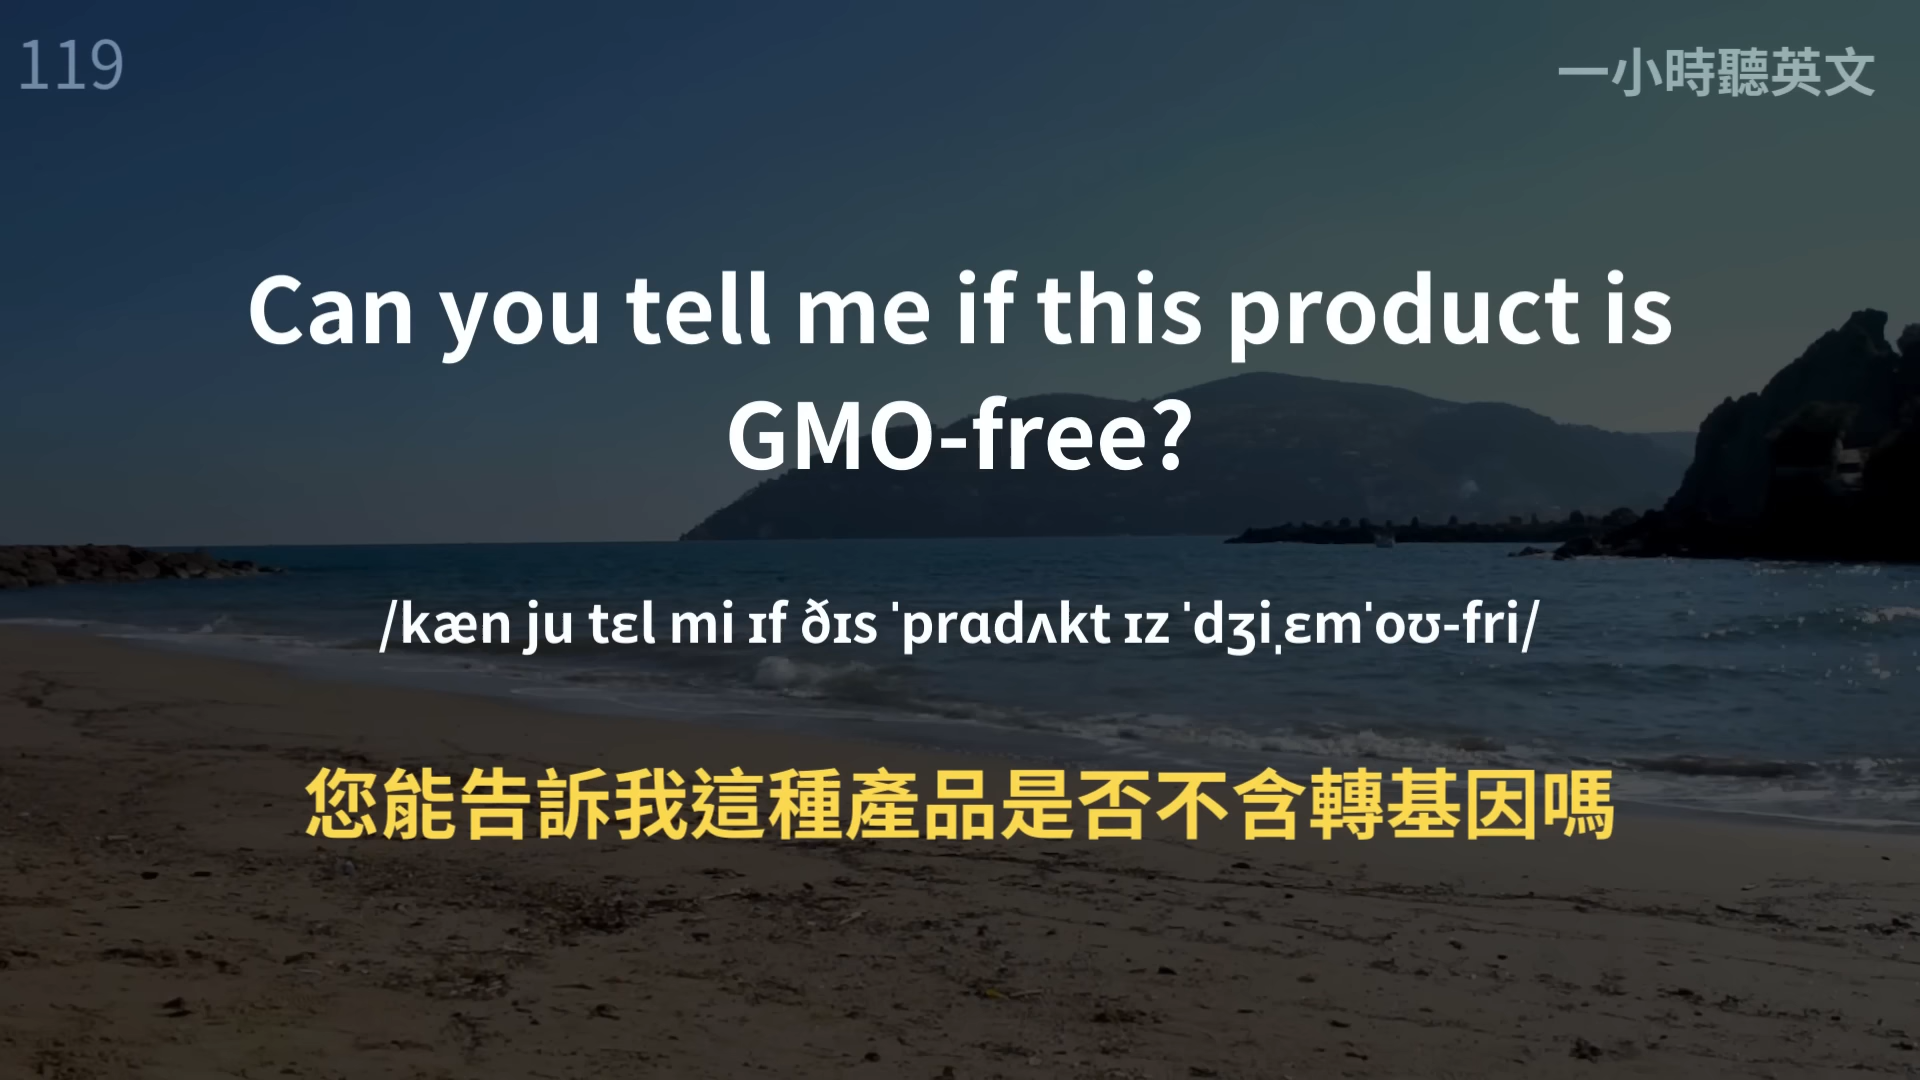 119
一小時聽英文
Can you tell me if this product is
GMO-free?
/kæn ju tɛl mi ɪf ðɪs ˈprɑdʌkt ɪz ˈdʒiˌɛmˈoʊ-fri/
您能告訴我這種產品是否不含轉基因嗎